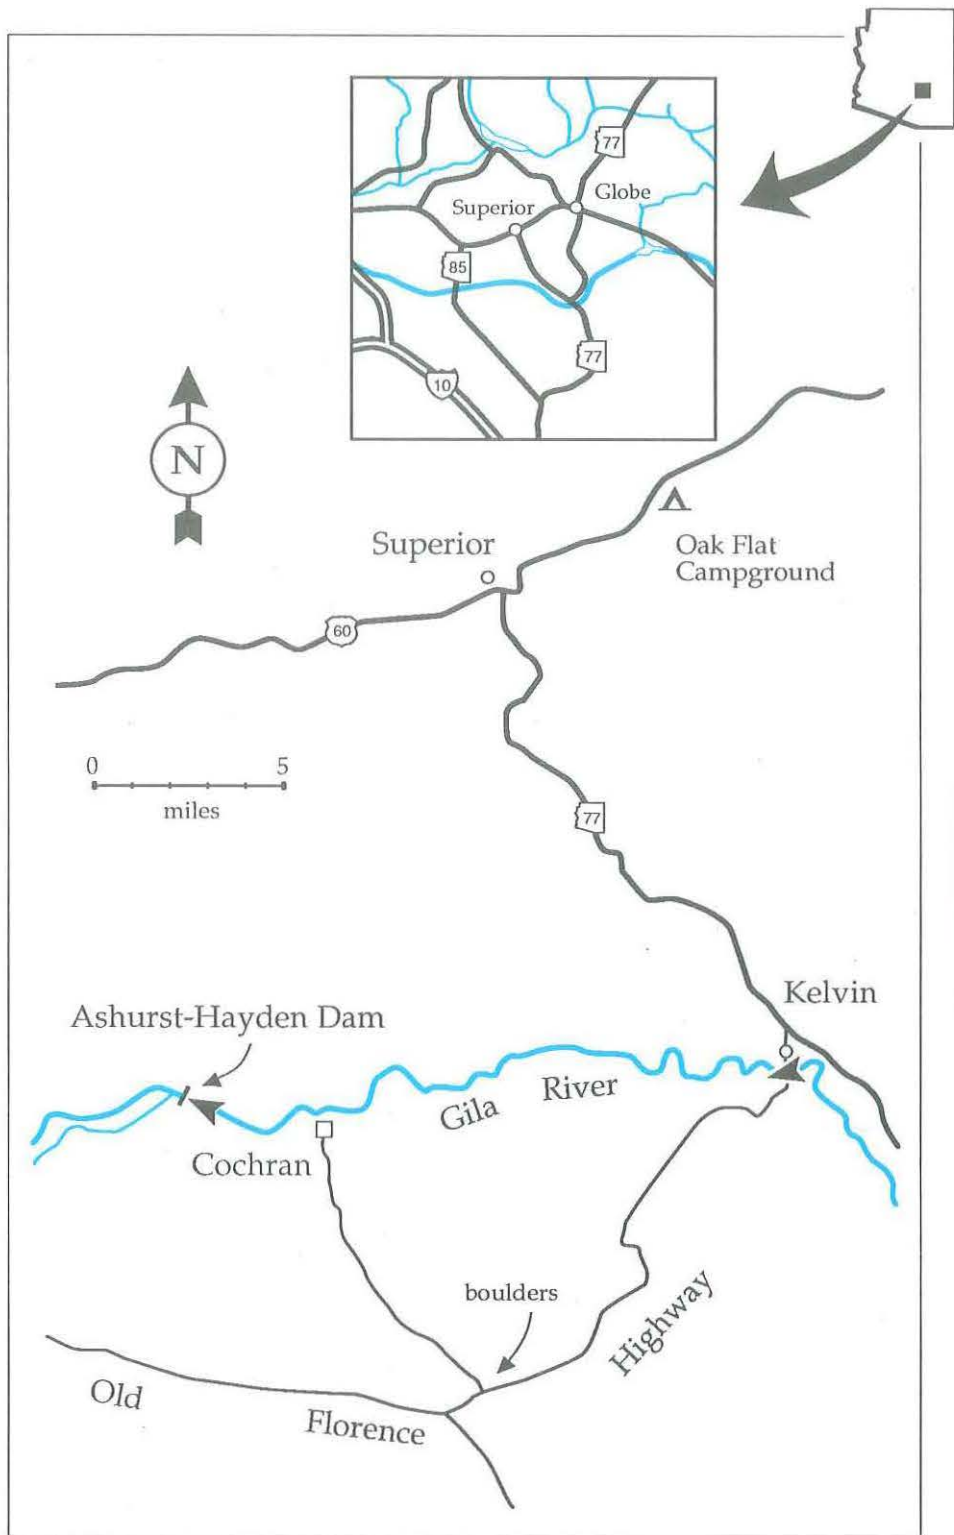 77
Globe
Superior
85
77
10
N
Superior
Oak Flat
Campground
60
0 5
miles
77
Kelvin
Ashurst-Hayden Dam
Gila River
Cochran
boulders
Highway
Old
Florence